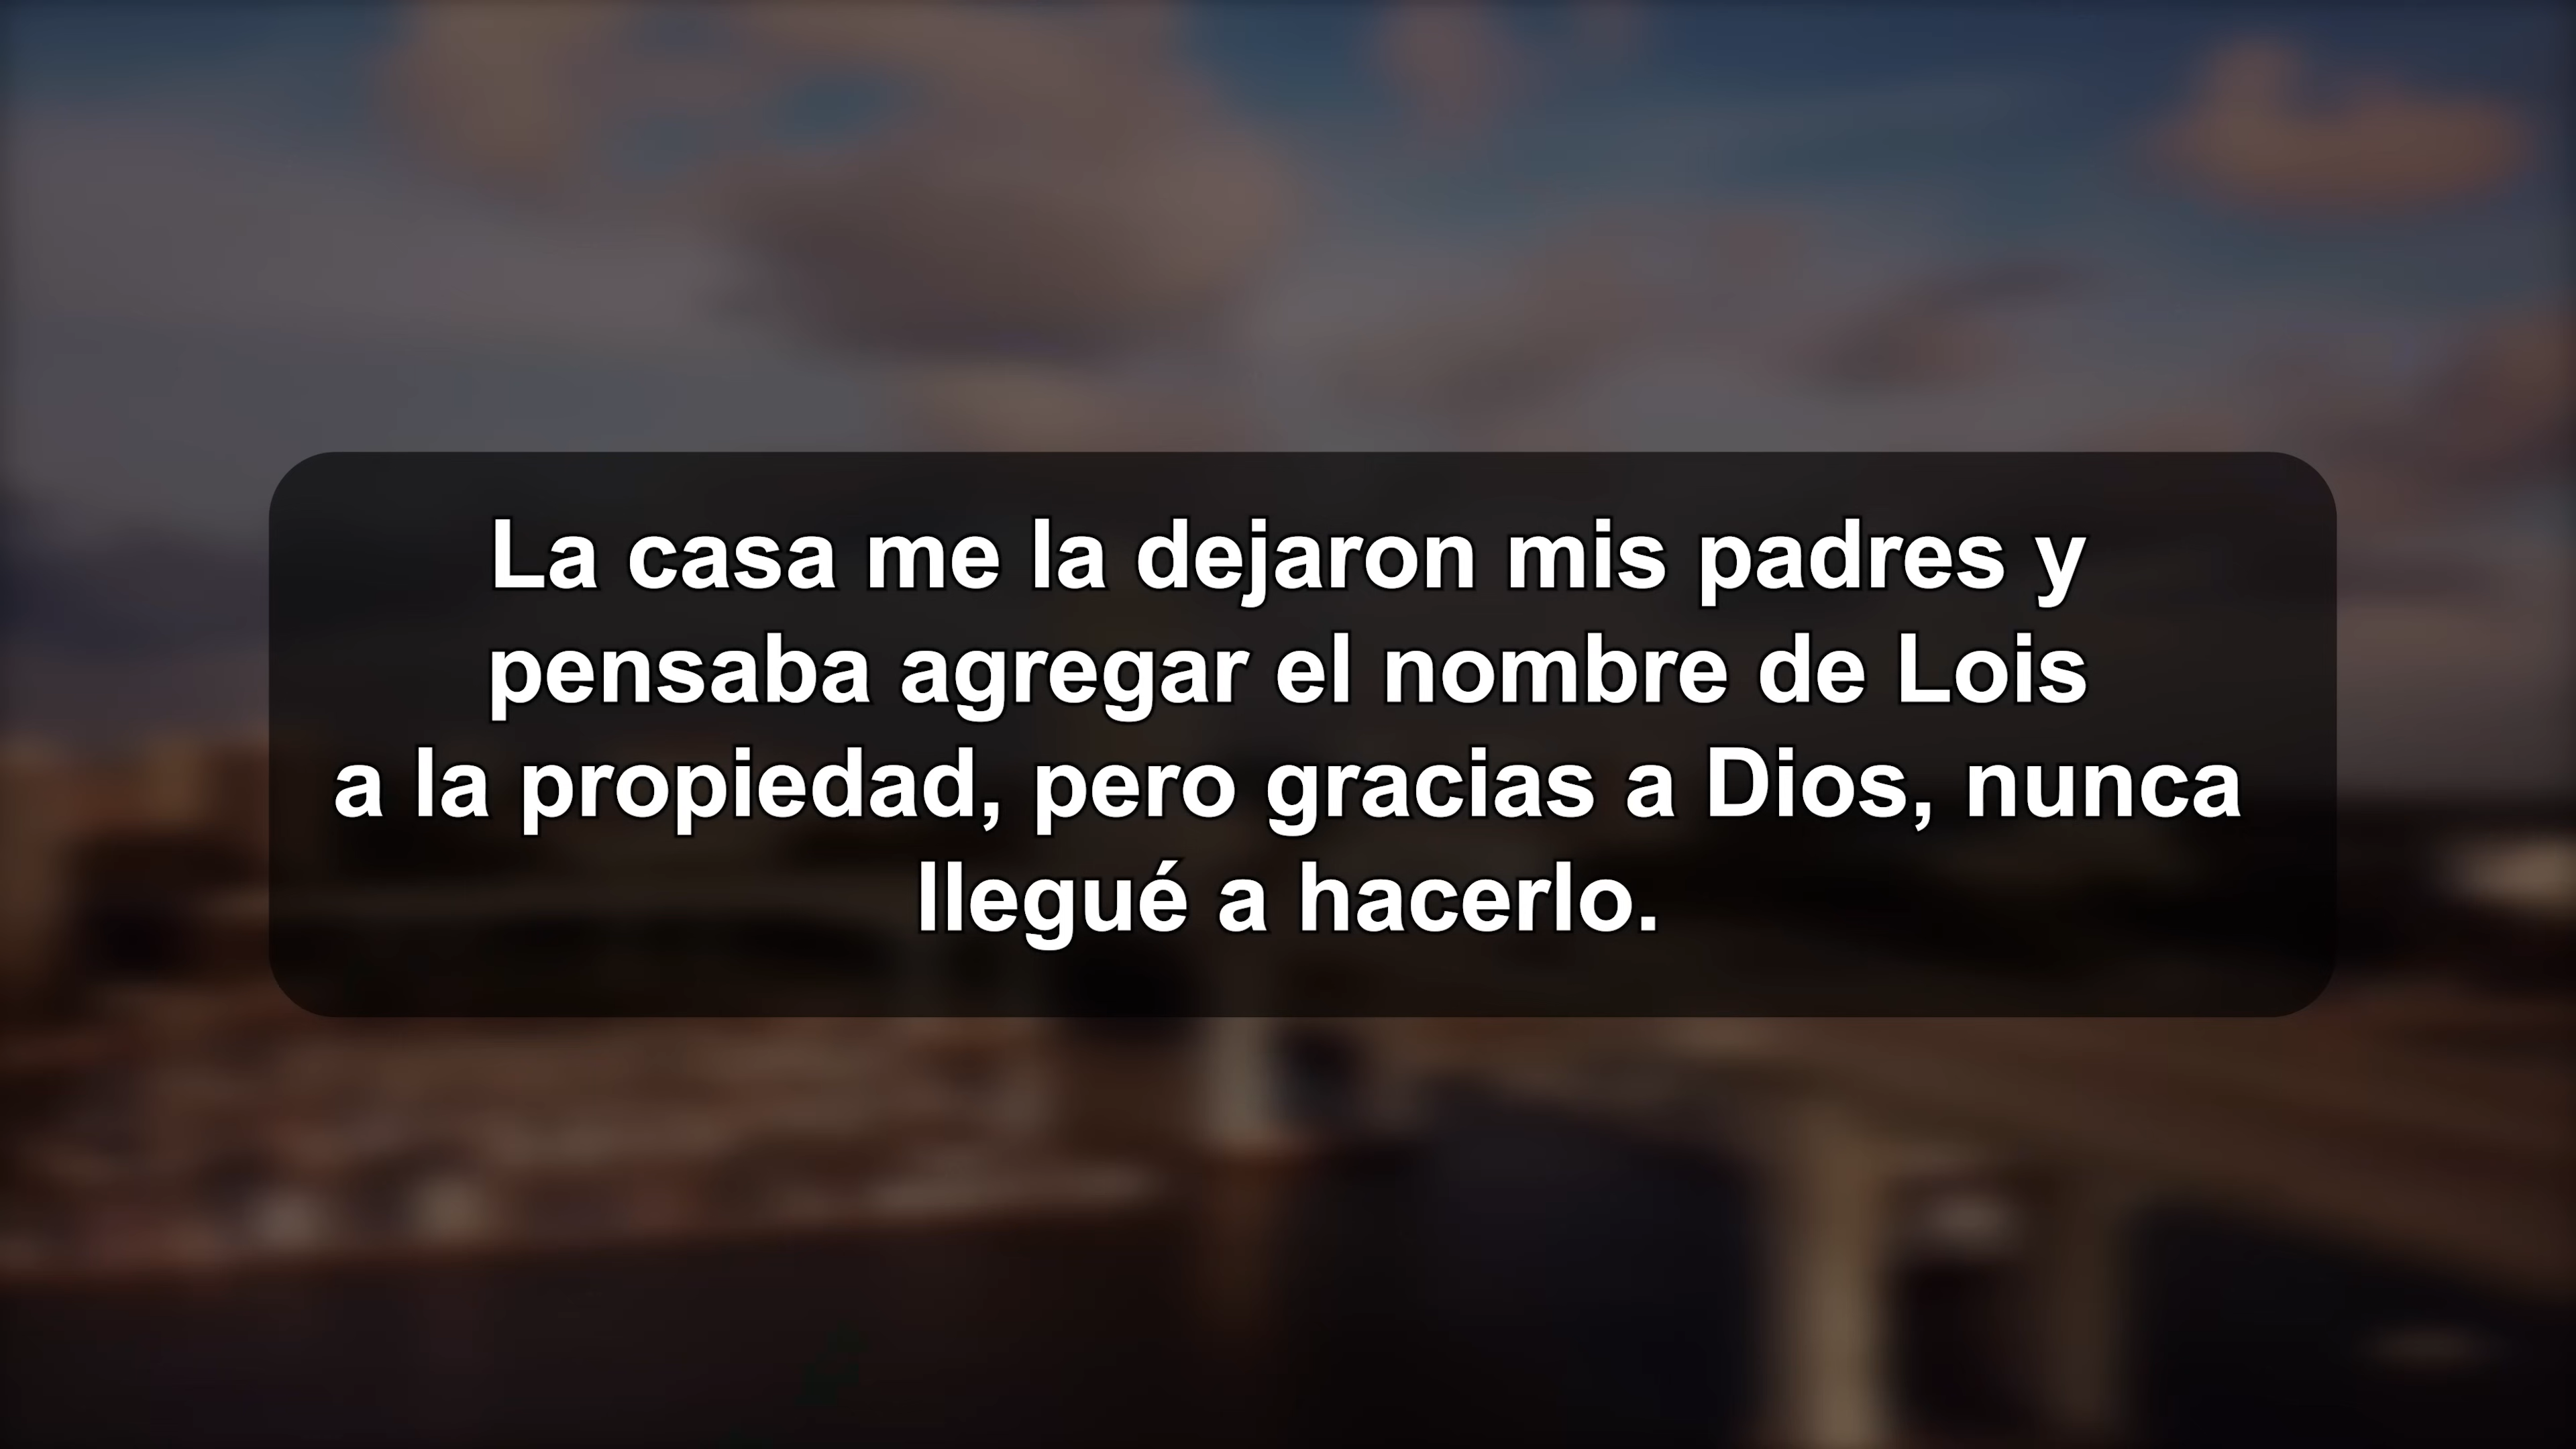 La casa me la dejaron mis padres y
pensaba agregar el nombre de Lois
a la propiedad, pero gracias a Dios, nunca
llegué a hacerlo.